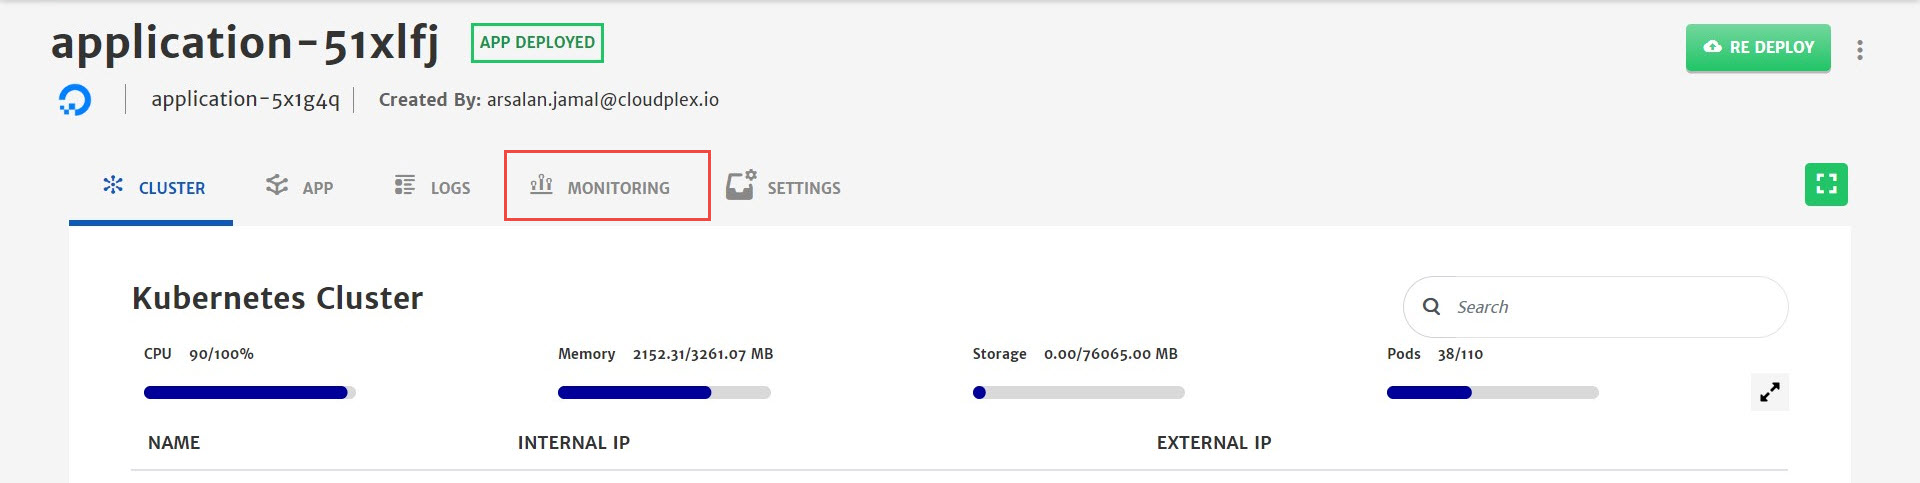 application-51xlfj APP DEPLOYED RE DEPLOY
application-5x1g4q Created By: arsalan.jamal@cloudplex.io
CLUSTER APP LOGS MONITORING SETTINGS
Kubernetes Cluster Search
CPU 90/100% Memory 2152.31/3261.07 MB Storage 0.00/76065.00 MB Pods 38/110
NAME INTERNAL IP EXTERNAL IP